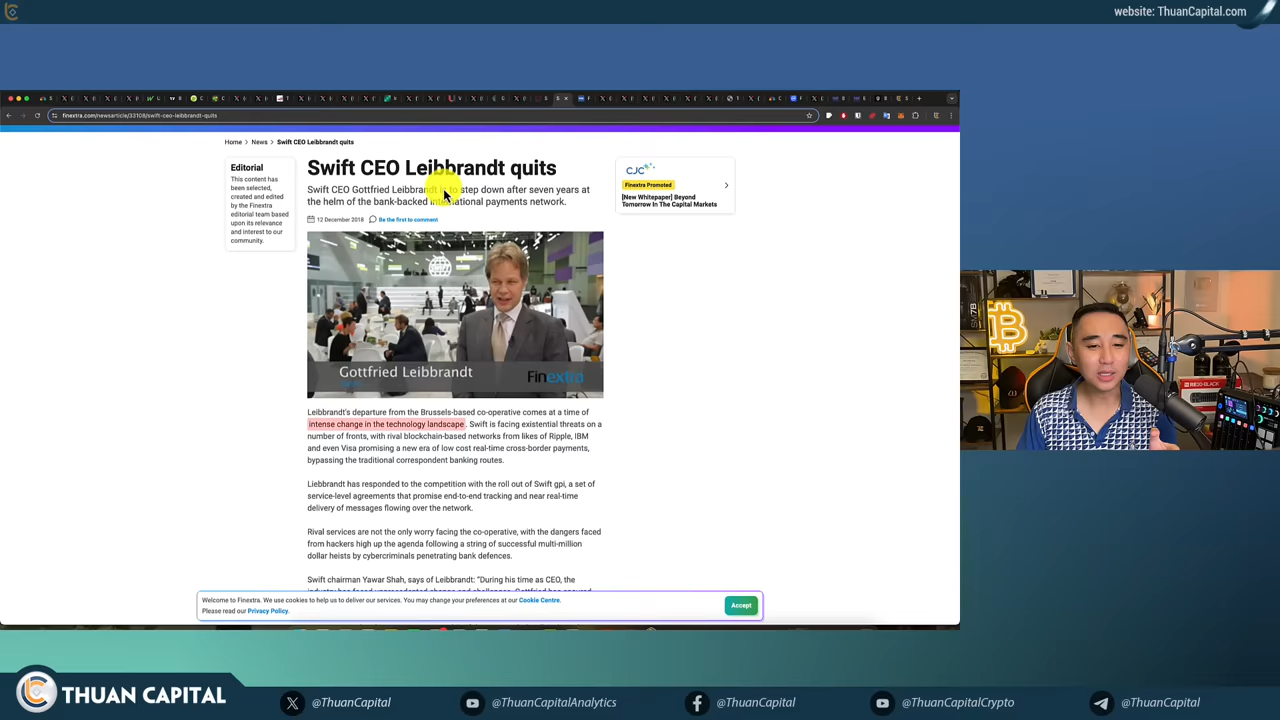 website: ThuanCapital.com
finextra.com/newsarticle/33108/swift-ceo-leibbrandt-quits
Home > News > Swift CEO Leibbrandt quits
Editorial
This content has
been selected,
created and edited
by the Finextra
editorial team based
upon its relevance
and interest to our
community.
Swift CEO Leibbrandt quits
Swift CEO Gottfried Leibbrandt is to step down after seven years at
the helm of the bank-backed international payments network.
12 December 2018
Be the first to comment
CJC
Finextra Promoted
[New Whitepaper] Beyond
Tomorrow In The Capital Markets
Gottfried Leibbrandt
Finextra
Leibbrandt's departure from the Brussels-based co-operative comes at a time of
intense change in the technology landscape. Swift is facing existential threats on a
number of fronts, with rival blockchain-based networks from likes of Ripple, IBM
and even Visa promising a new era of low cost real-time cross-border payments,
bypassing the traditional correspondent banking routes.
Liebbrandt has responded to the competition with the roll out of Swift gpi, a set of
service-level agreements that promise end-to-end tracking and near real-time
delivery of messages flowing over the network.
Rival services are not the only worry facing the co-operative, with the dangers faced
from hackers high up the agenda following a string of successful multi-million
dollar heists by cybercriminals penetrating bank defences.
Swift chairman Yawar Shah, says of Leibbrandt: “During his time as CEO, the
Welcome to Finextra. We use cookies to help us to deliver our services. You may change your preferences at our Cookie Centre.
Please read our Privacy Policy.
Accept
SM7B
THUAN CAPITAL
@ThuanCapital
@ThuanCapitalAnalytics
@ThuanCapital
@ThuanCapitalCrypto
@ThuanCapital